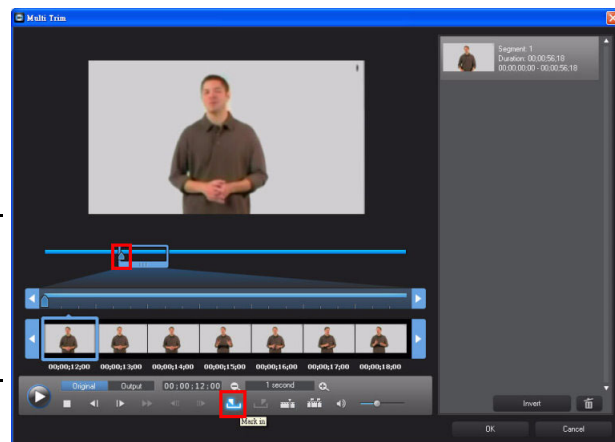 Multi Trim
Segment: 1
Duration: 00;00;56;18
00;00;00;00 - 00;00;56;18
00;00;12;00 00;00;13;00 00;00;14;00 00;00;15;00 00;00;16;00 00;00;17;00 00;00;18;00
Original Output 00;00;12;00 1 second
Mark in
Invert
OK Cancel